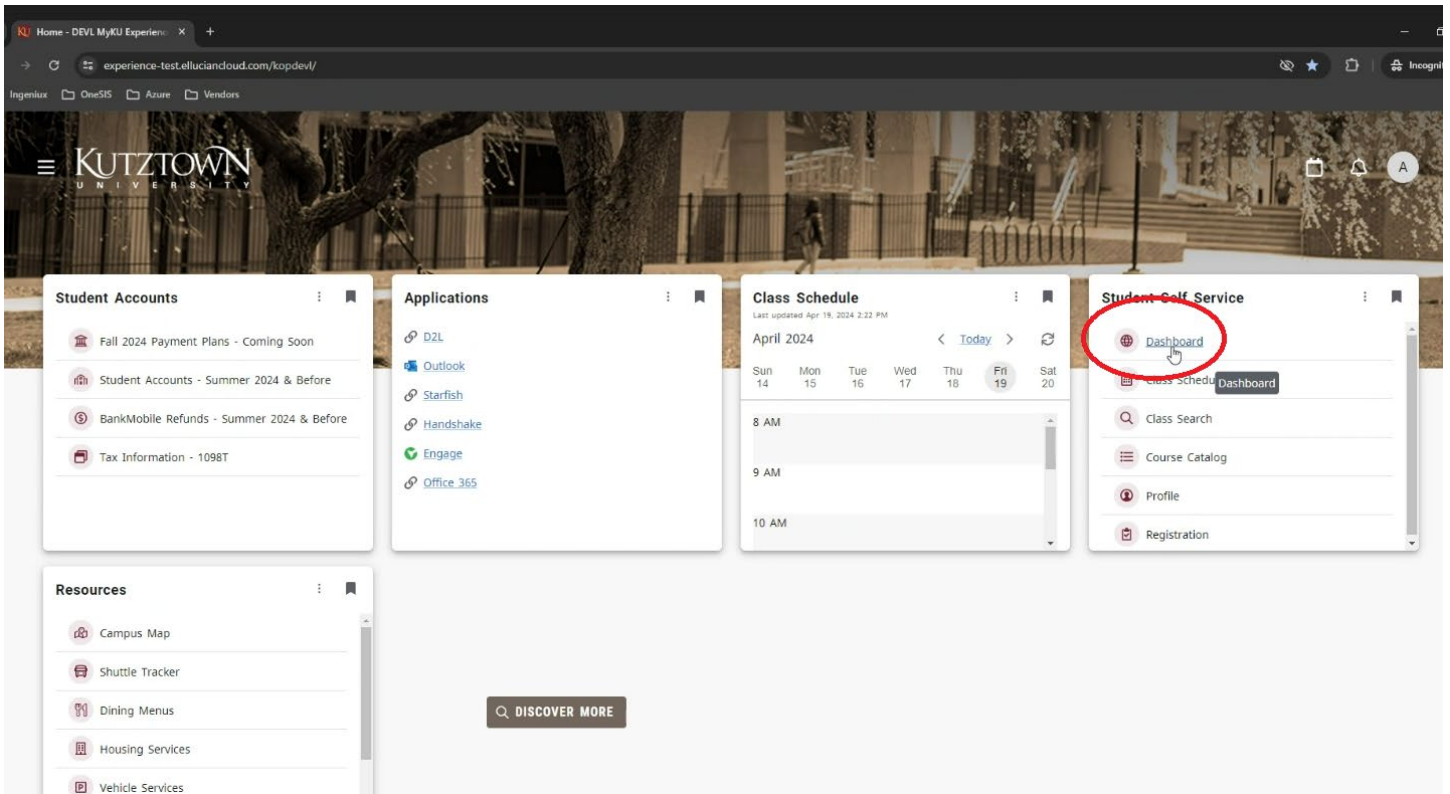 Home - DEVL MyKU Experienc
experience-test.elluciancloud.com/kopdevl/
Incogni
Ingeniux OneSIS Azure Vendors
KUTZTOWN
UNIVERSITY
A
Student Accounts
Fall 2024 Payment Plans - Coming Soon
Student Accounts - Summer 2024 & Before
BankMobile Refunds - Summer 2024 & Before
Tax Information - 1098T
Applications
D2L
Outlook
Starfish
Handshake
Engage
Office 365
Class Schedule
Last updated Apr 19, 2024 2:22 PM
April 2024 < Today >
Sun Mon Tue Wed Thu Fri Sat
14 15 16 17 18 19 20
8 AM
9 AM
10 AM
Student Self Service
Dashboard
Class Schedu
Dashboard
Class Search
Course Catalog
Profile
Registration
Resources
Campus Map
Shuttle Tracker
Dining Menus
Housing Services
Vehicle Services
DISCOVER MORE